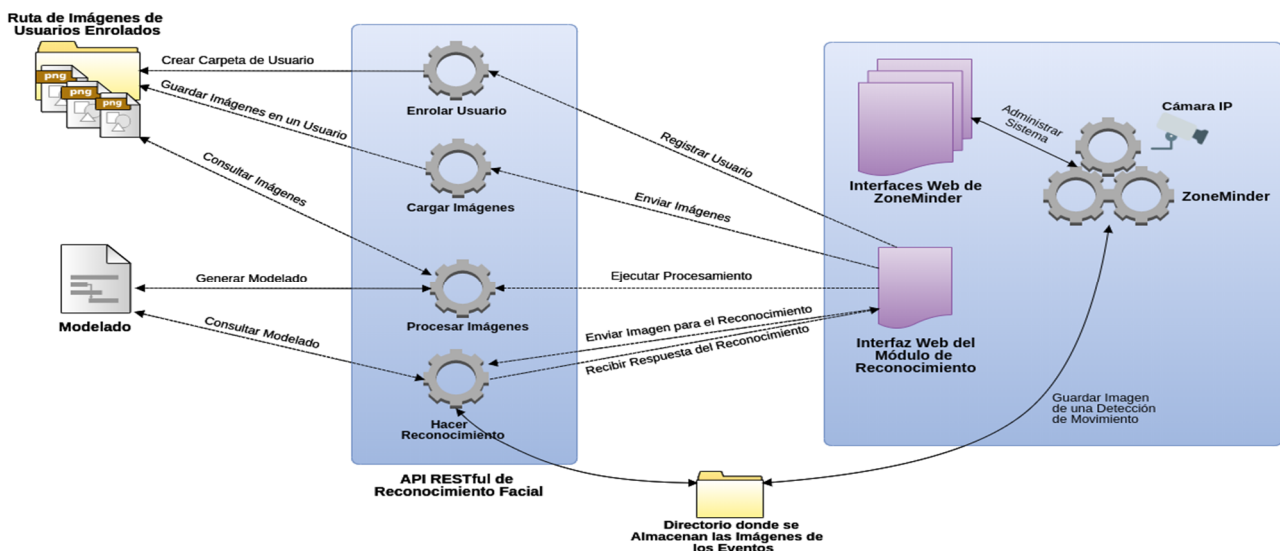 Ruta de Imágenes de
Usuarios Enrolados
png
png
png
Crear Carpeta de Usuario
Guardar Imágenes en un Usuario
Consultar Imágenes
Generar Modelado
Consultar Modelado
Modelado
Enrolar Usuario
Cargar Imágenes
Procesar Imágenes
Hacer
Reconocimiento
API RESTful de
Reconocimiento Facial
Registrar Usuario
Enviar Imágenes
Ejecutar Procesamiento
Enviar Imagen para el Reconocimiento
Recibir Respuesta del Reconocimiento
Interfaces Web de
ZoneMinder
Administrar
Sistema
Cámara IP
ZoneMinder
Interfaz Web del
Módulo de
Reconocimiento
Guardar Imagen
de una Detección
de Movimiento
Directorio donde se
Almacenan las Imágenes de
los Eventos